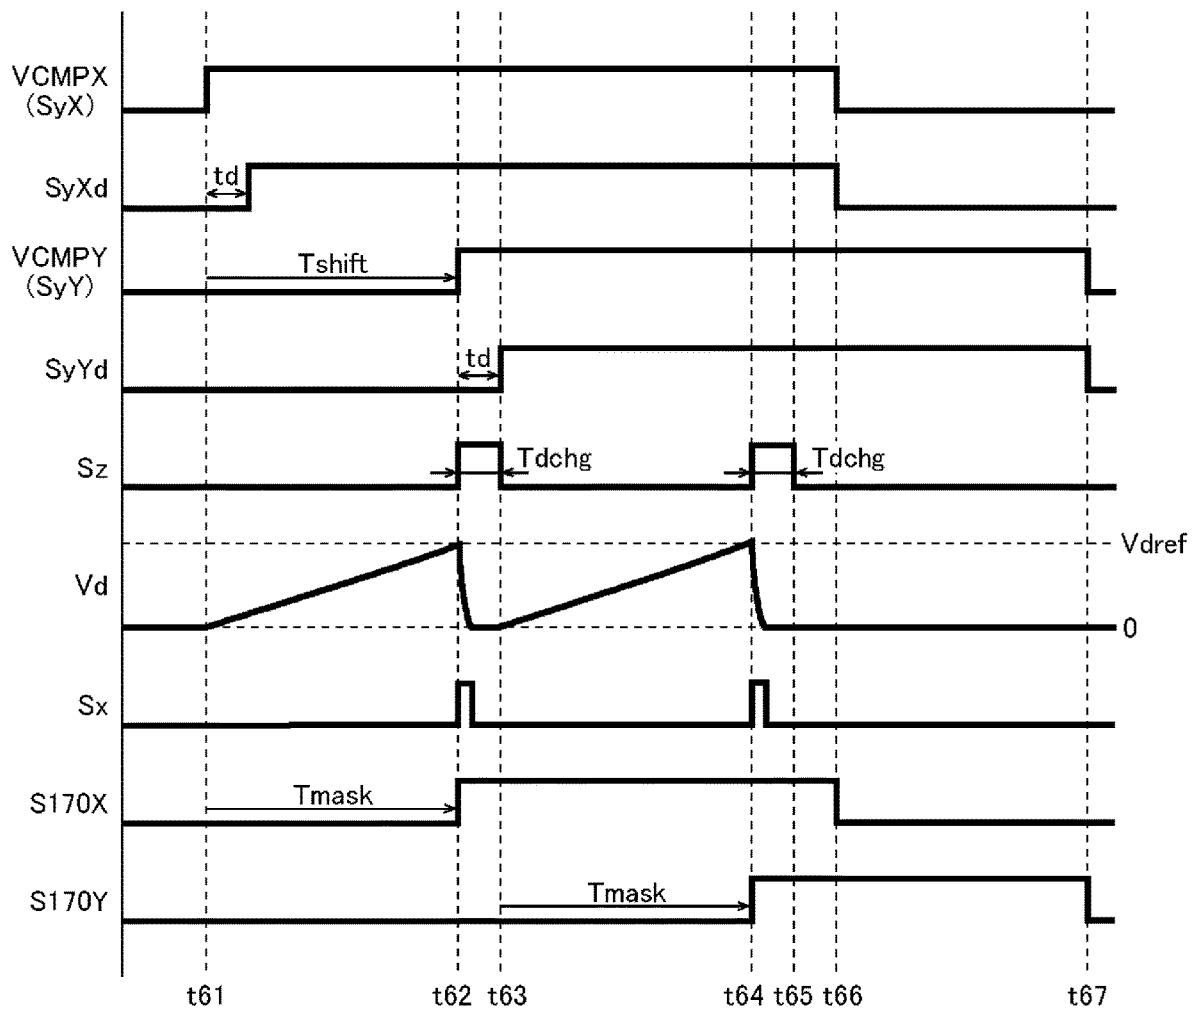 VCMPX
(SyX)
SyXd
td
VCMPY
(SyY)
Tshift
SyYd
td
Sz
Tdchg
Tdchg
Vd
Vdref
0
Sx
S170X
Tmask
S170Y
Tmask
t61 t62 t63 t64 t65 t66 t67